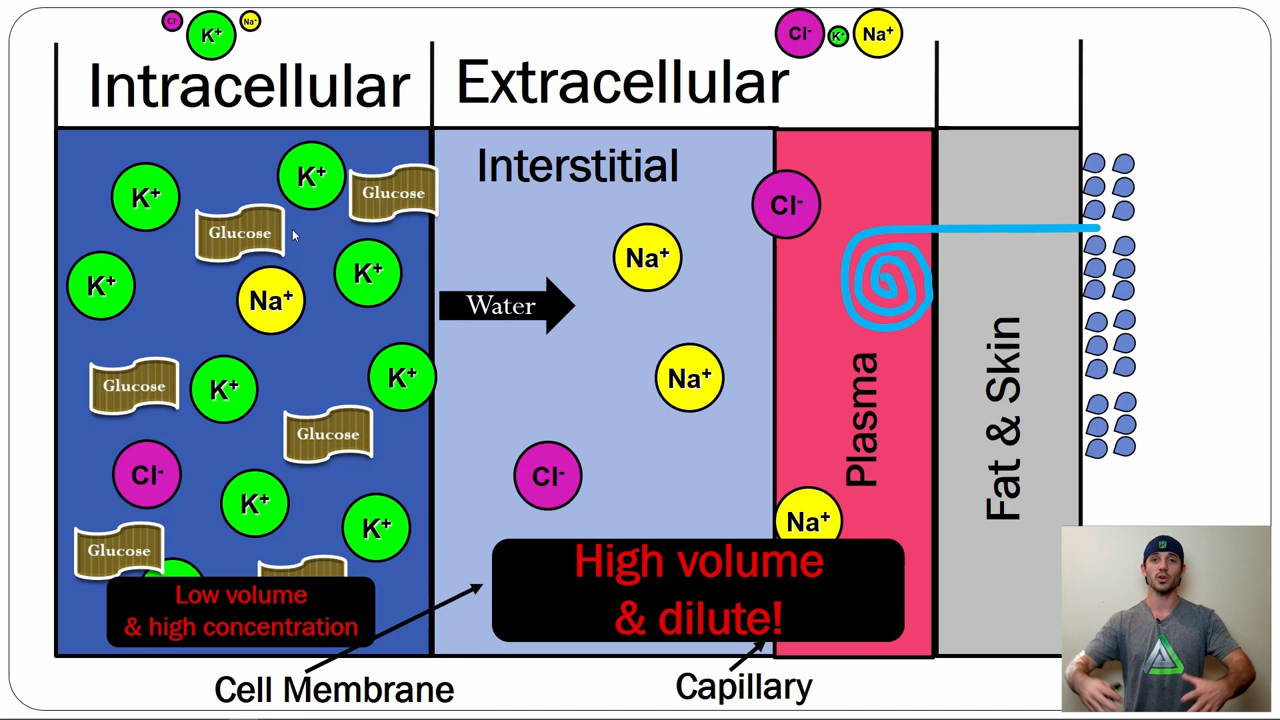 Cl-
K+
Na+
Cl-
K+
Na+
Intracellular
Extracellular
Interstitial
K+
K+
Glucose
Glucose
K+
K+
Na+
Glucose
K+
K+
Glucose
Cl-
K+
K+
Glucose
Low volume
& high concentration
Water
Na+
Na+
Cl-
Cl-
Na+
Plasma
Fat & Skin
High volume
& dilute!
Cell Membrane
Capillary